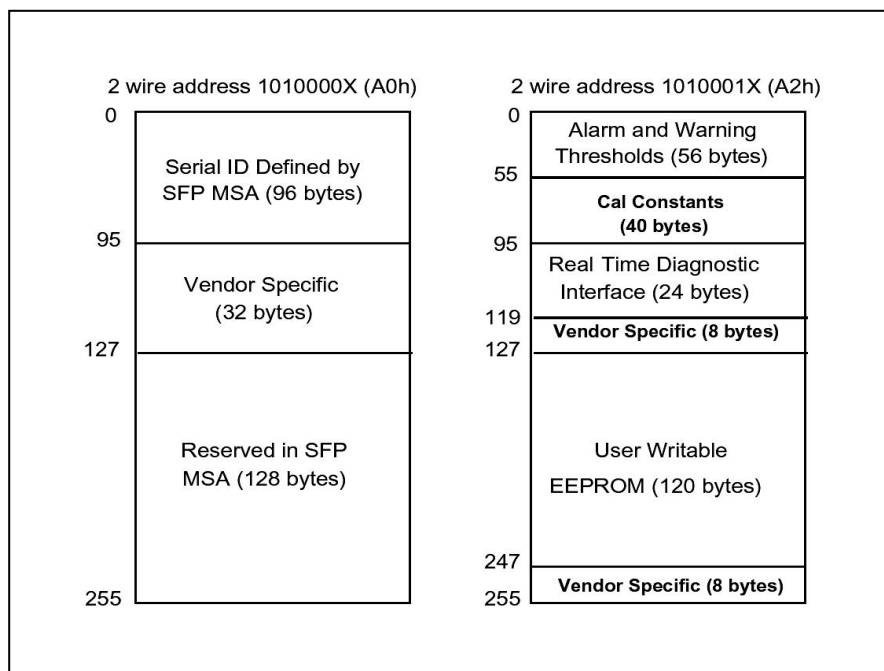 2 wire address 1010000X (A0h)
0
Serial ID Defined by
SFP MSA (96 bytes)
95
Vendor Specific
(32 bytes)
127
Reserved in SFP
MSA (128 bytes)
255
2 wire address 1010001X (A2h)
0
Alarm and Warning
Thresholds (56 bytes)
55
Cal Constants
(40 bytes)
95
Real Time Diagnostic
Interface (24 bytes)
119
Vendor Specific (8 bytes)
127
User Writable
EEPROM (120 bytes)
247
Vendor Specific (8 bytes)
255